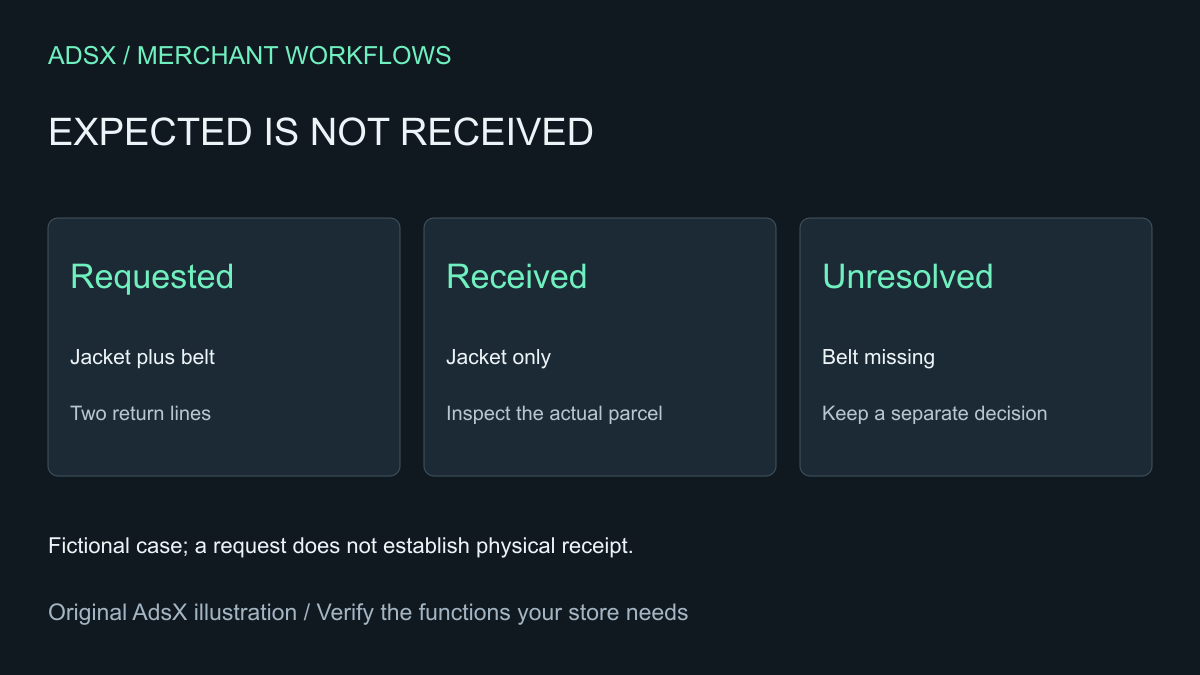 ADSX / MERCHANT WORKFLOWS
EXPECTED IS NOT RECEIVED
Requested
Jacket plus belt
Two return lines
Received
Jacket only
Inspect the actual parcel
Unresolved
Belt missing
Keep a separate decision
Fictional case; a request does not establish physical receipt.
Original AdsX illustration / Verify the functions your store needs